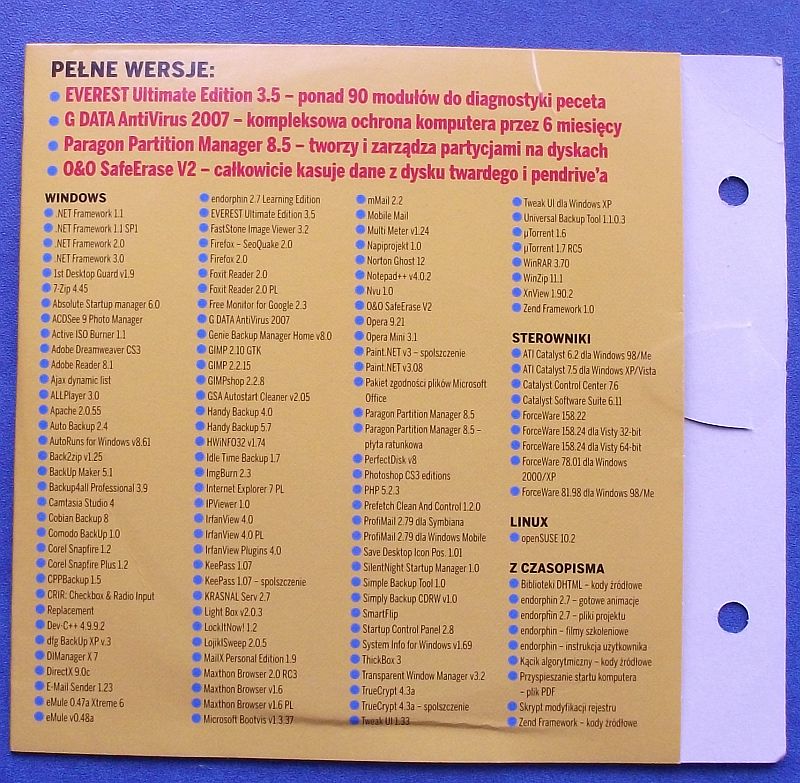 PEŁNE WERSJE:
EVEREST Ultimate Edition 3.5 – ponad 90 modułów do diagnostyki peceta
G DATA AntiVirus 2007 – kompleksowa ochrona komputera przez 6 miesięcy
Paragon Partition Manager 8.5 – tworzy i zarządza partycjami na dyskach
O&O SafeErase V2 – całkowicie kasuje dane z dysku twardego i pendrive'a
WINDOWS
.NET Framework 1.1
.NET Framework 1.1 SP1
.NET Framework 2.0
.NET Framework 3.0
1st Desktop Guard v1.9
7-Zip 4.45
Absolute Startup manager 6.0
ACDSee 9 Photo Manager
Active ISO Burner 1.1
Adobe Dreamweaver CS3
Adobe Reader 8.1
Ajax dynamic list
ALLPlayer 3.0
Apache 2.0.55
Auto Backup 2.4
AutoRuns for Windows v8.61
Back2zip v1.25
BackUp Maker 5.1
Backup4all Professional 3.9
Camtasia Studio 4
Cobian Backup 8
Comodo BackUp 1.0
Corel Snapfire 1.2
Corel Snapfire Plus 1.2
CPPBackup 1.5
CRIR: Checkbox & Radio Input
Replacement
Dev-C++ 4.9.9.2
dfg BackUp XP v.3
DIManager X 7
DirectX 9.0c
E-Mail Sender 1.23
eMule 0.47a Xtreme 6
eMule v0.48a
endorphin 2.7 Learning Edition
EVEREST Ultimate Edition 3.5
FastStone Image Viewer 3.2
Firefox – SeoQuake 2.0
Firefox 2.0
Foxit Reader 2.0
Foxit Reader 2.0 PL
Free Monitor for Google 2.3
G DATA AntiVirus 2007
Genie Backup Manager Home v8.0
GIMP 2.10 GTK
GIMP 2.2.15
GIMPshop 2.2.8
GSA Autostart Cleaner v2.05
Handy Backup 4.0
Handy Backup 5.7
HWiNFO32 v1.74
Idle Time Backup 1.7
ImgBurn 2.3
Internet Explorer 7 PL
IPViewer 1.0
IrfanView 4.0
IrfanView 4.0 PL
IrfanView Plugins 4.0
KeePass 1.07
KeePass 1.07 – spolszczenie
KRASNAL Serv 2.7
Light Box v2.0.3
LockItNow! 1.2
LojikISweep 2.0.5
MailX Personal Edition 1.9
Maxthon Browser 2.0 RC3
Maxthon Browser v1.6
Maxthon Browser v1.6 PL
Microsoft Bootvis v1.3.37
mMail 2.2
Mobile Mail
Multi Meter v1.24
Napiprojekt 1.0
Norton Ghost 12
Notepad++ v4.0.2
Nvu 1.0
O&O SafeErase V2
Opera 9.21
Opera Mini 3.1
Paint.NET v3 – spolszczenie
Paint.NET v3.08
Pakiet zgodności plików Microsoft
Office
Paragon Partition Manager 8.5
Paragon Partition Manager 8.5 –
płyta ratunkowa
PerfectDisk v8
Photoshop CS3 editions
PHP 5.2.3
Prefetch Clean And Control 1.2.0
ProfiMail 2.79 dla Symbiana
ProfiMail 2.79 dla Windows Mobile
Save Desktop Icon Pos. 1.01
SilentNight Startup Manager 1.0
Simple Backup Tool 1.0
Simply Backup CDRW v1.0
SmartFlip
Startup Control Panel 2.8
System Info for Windows v1.69
ThickBox 3
Transparent Window Manager v3.2
TrueCrypt 4.3a
TrueCrypt 4.3a – spolszczenie
Tweak UI 1.33
Tweak UI dla Windows XP
Universal Backup Tool 1.1.0.3
µTorrent 1.6
µTorrent 1.7 RC5
WinRAR 3.70
WinZip 11.1
XnView 1.90.2
Zend Framework 1.0
STEROWNIKI
ATI Catalyst 6.2 dla Windows 98/Me
ATI Catalyst 7.5 dla Windows XP/Vista
Catalyst Control Center 7.6
Catalyst Software Suite 6.11
ForceWare 158.22
ForceWare 158.24 dla Visty 32-bit
ForceWare 158.24 dla Visty 64-bit
ForceWare 78.01 dla Windows
2000/XP
ForceWare 81.98 dla Windows 98/Me
LINUX
openSUSE 10.2
Z CZASOPISMA
Biblioteki DHTML – kody źródłowe
endorphin 2.7 – gotowe animacje
endorphin 2.7 – pliki projektu
endorphin – filmy szkoleniowe
endorphin – instrukcja użytkownika
Kącik algorytmiczny – kody źródłowe
Przyspieszanie startu komputera
– plik PDF
Skrypt modyfikacji rejestru
Zend Framework – kody źródłowe